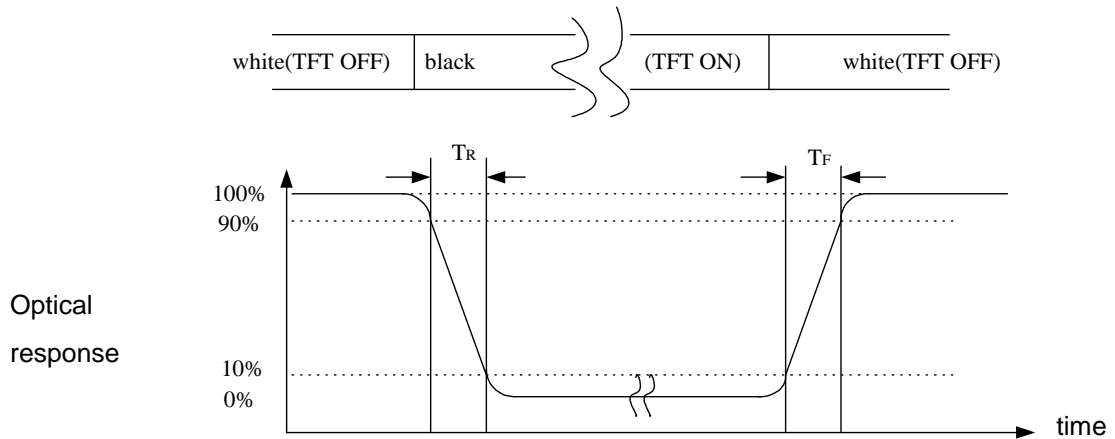 white(TFT OFF) black (TFT ON) white(TFT OFF)
TR TF
100%
90%
Optical
response
10%
0%
time